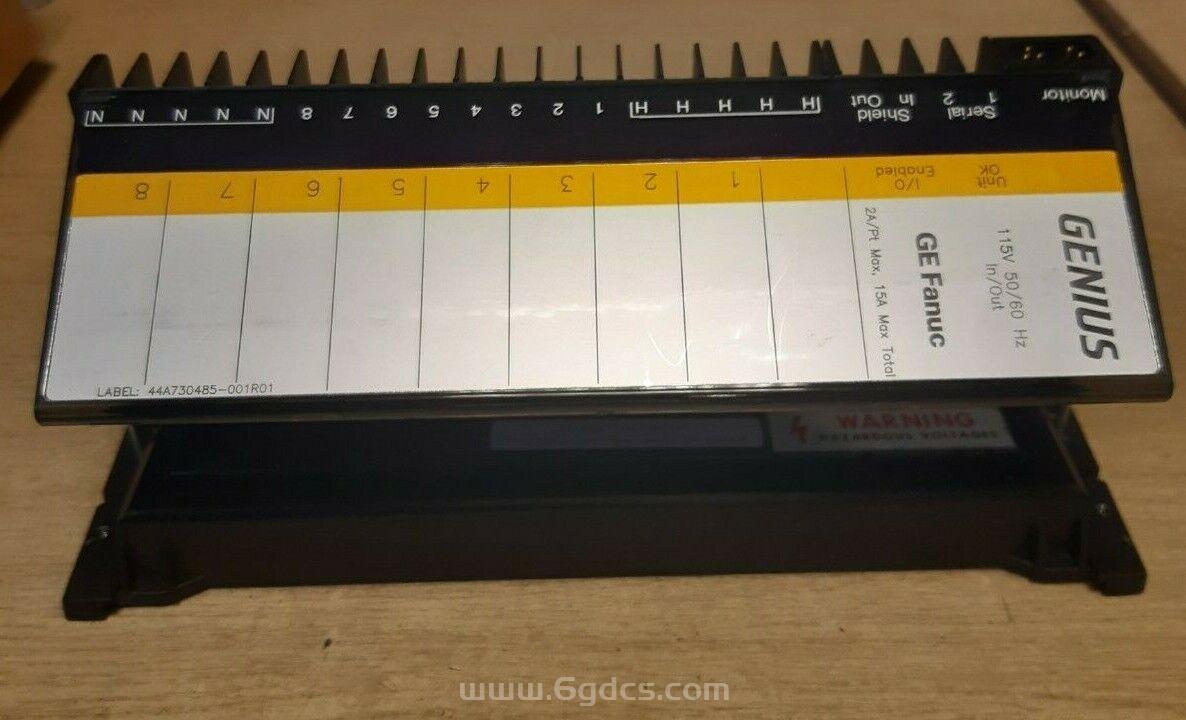 Monitor
Serial
1 2
Shield
In Out
H H H H H
1 2 3 4 5 6 7 8
N N N N N
Unit
OK
I/O
Enabled
1 2 3 4 5 6 7 8
GENIUS
115V 50/60 Hz
In/Out
GE Fanuc
2A/Pt Max, 15A Max Total
LABEL: 44A730485-001R01
WARNING
HAZARDOUS VOLTAGES
www.6gdcs.com